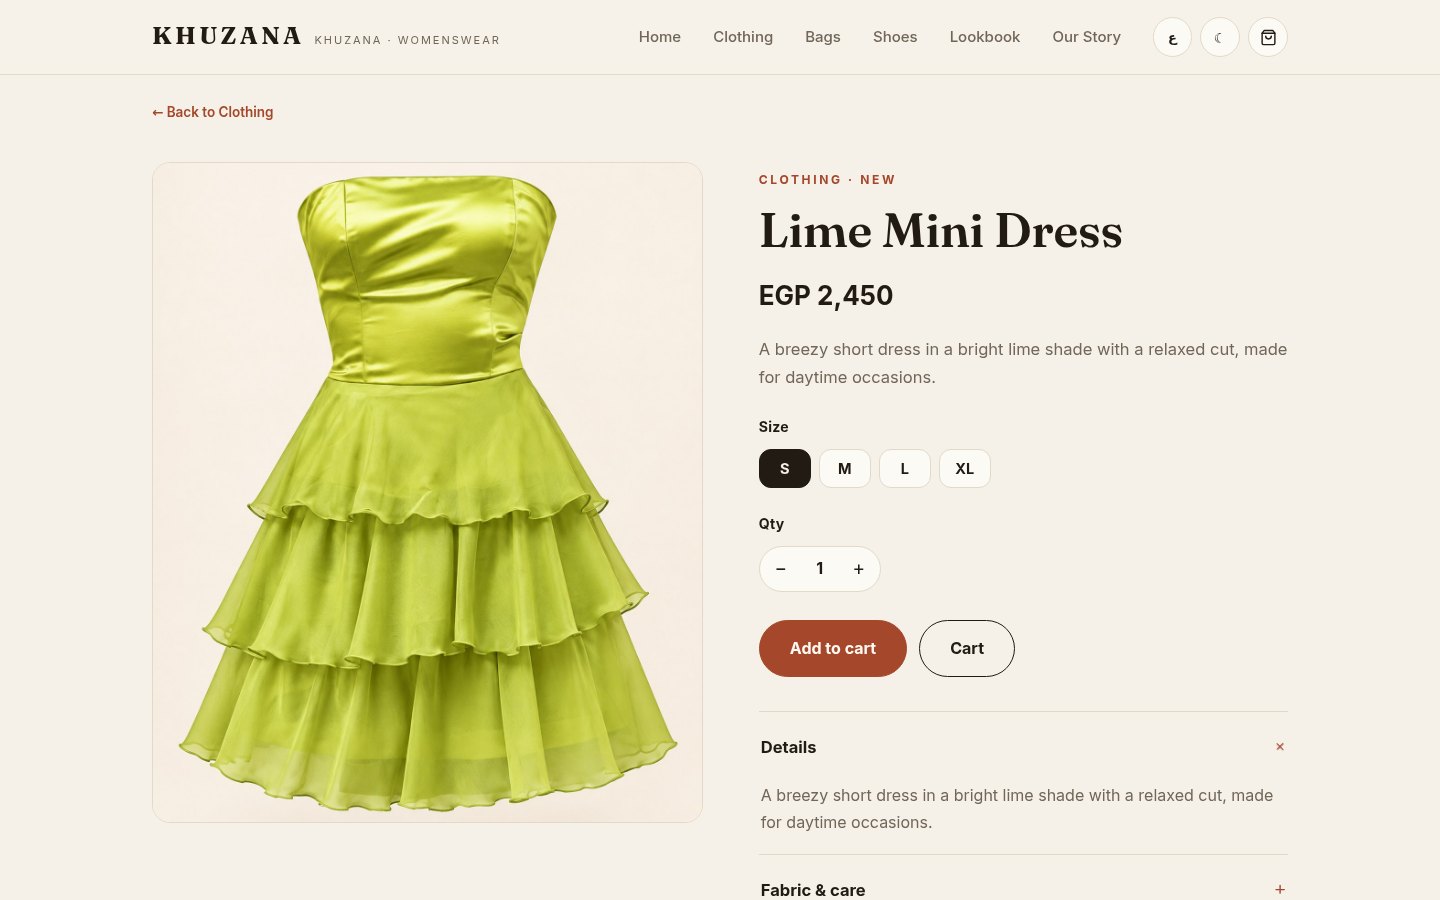 KHUZANA KHUZANA · WOMENSWEAR Home Clothing Bags Shoes Lookbook Our Story ع ☾
← Back to Clothing
CLOTHING · NEW
Lime Mini Dress
EGP 2,450
A breezy short dress in a bright lime shade with a relaxed cut, made
for daytime occasions.
Size
S M L XL
Qty
− 1 +
Add to cart Cart
Details ×
A breezy short dress in a bright lime shade with a relaxed cut, made
for daytime occasions.
Fabric & care +